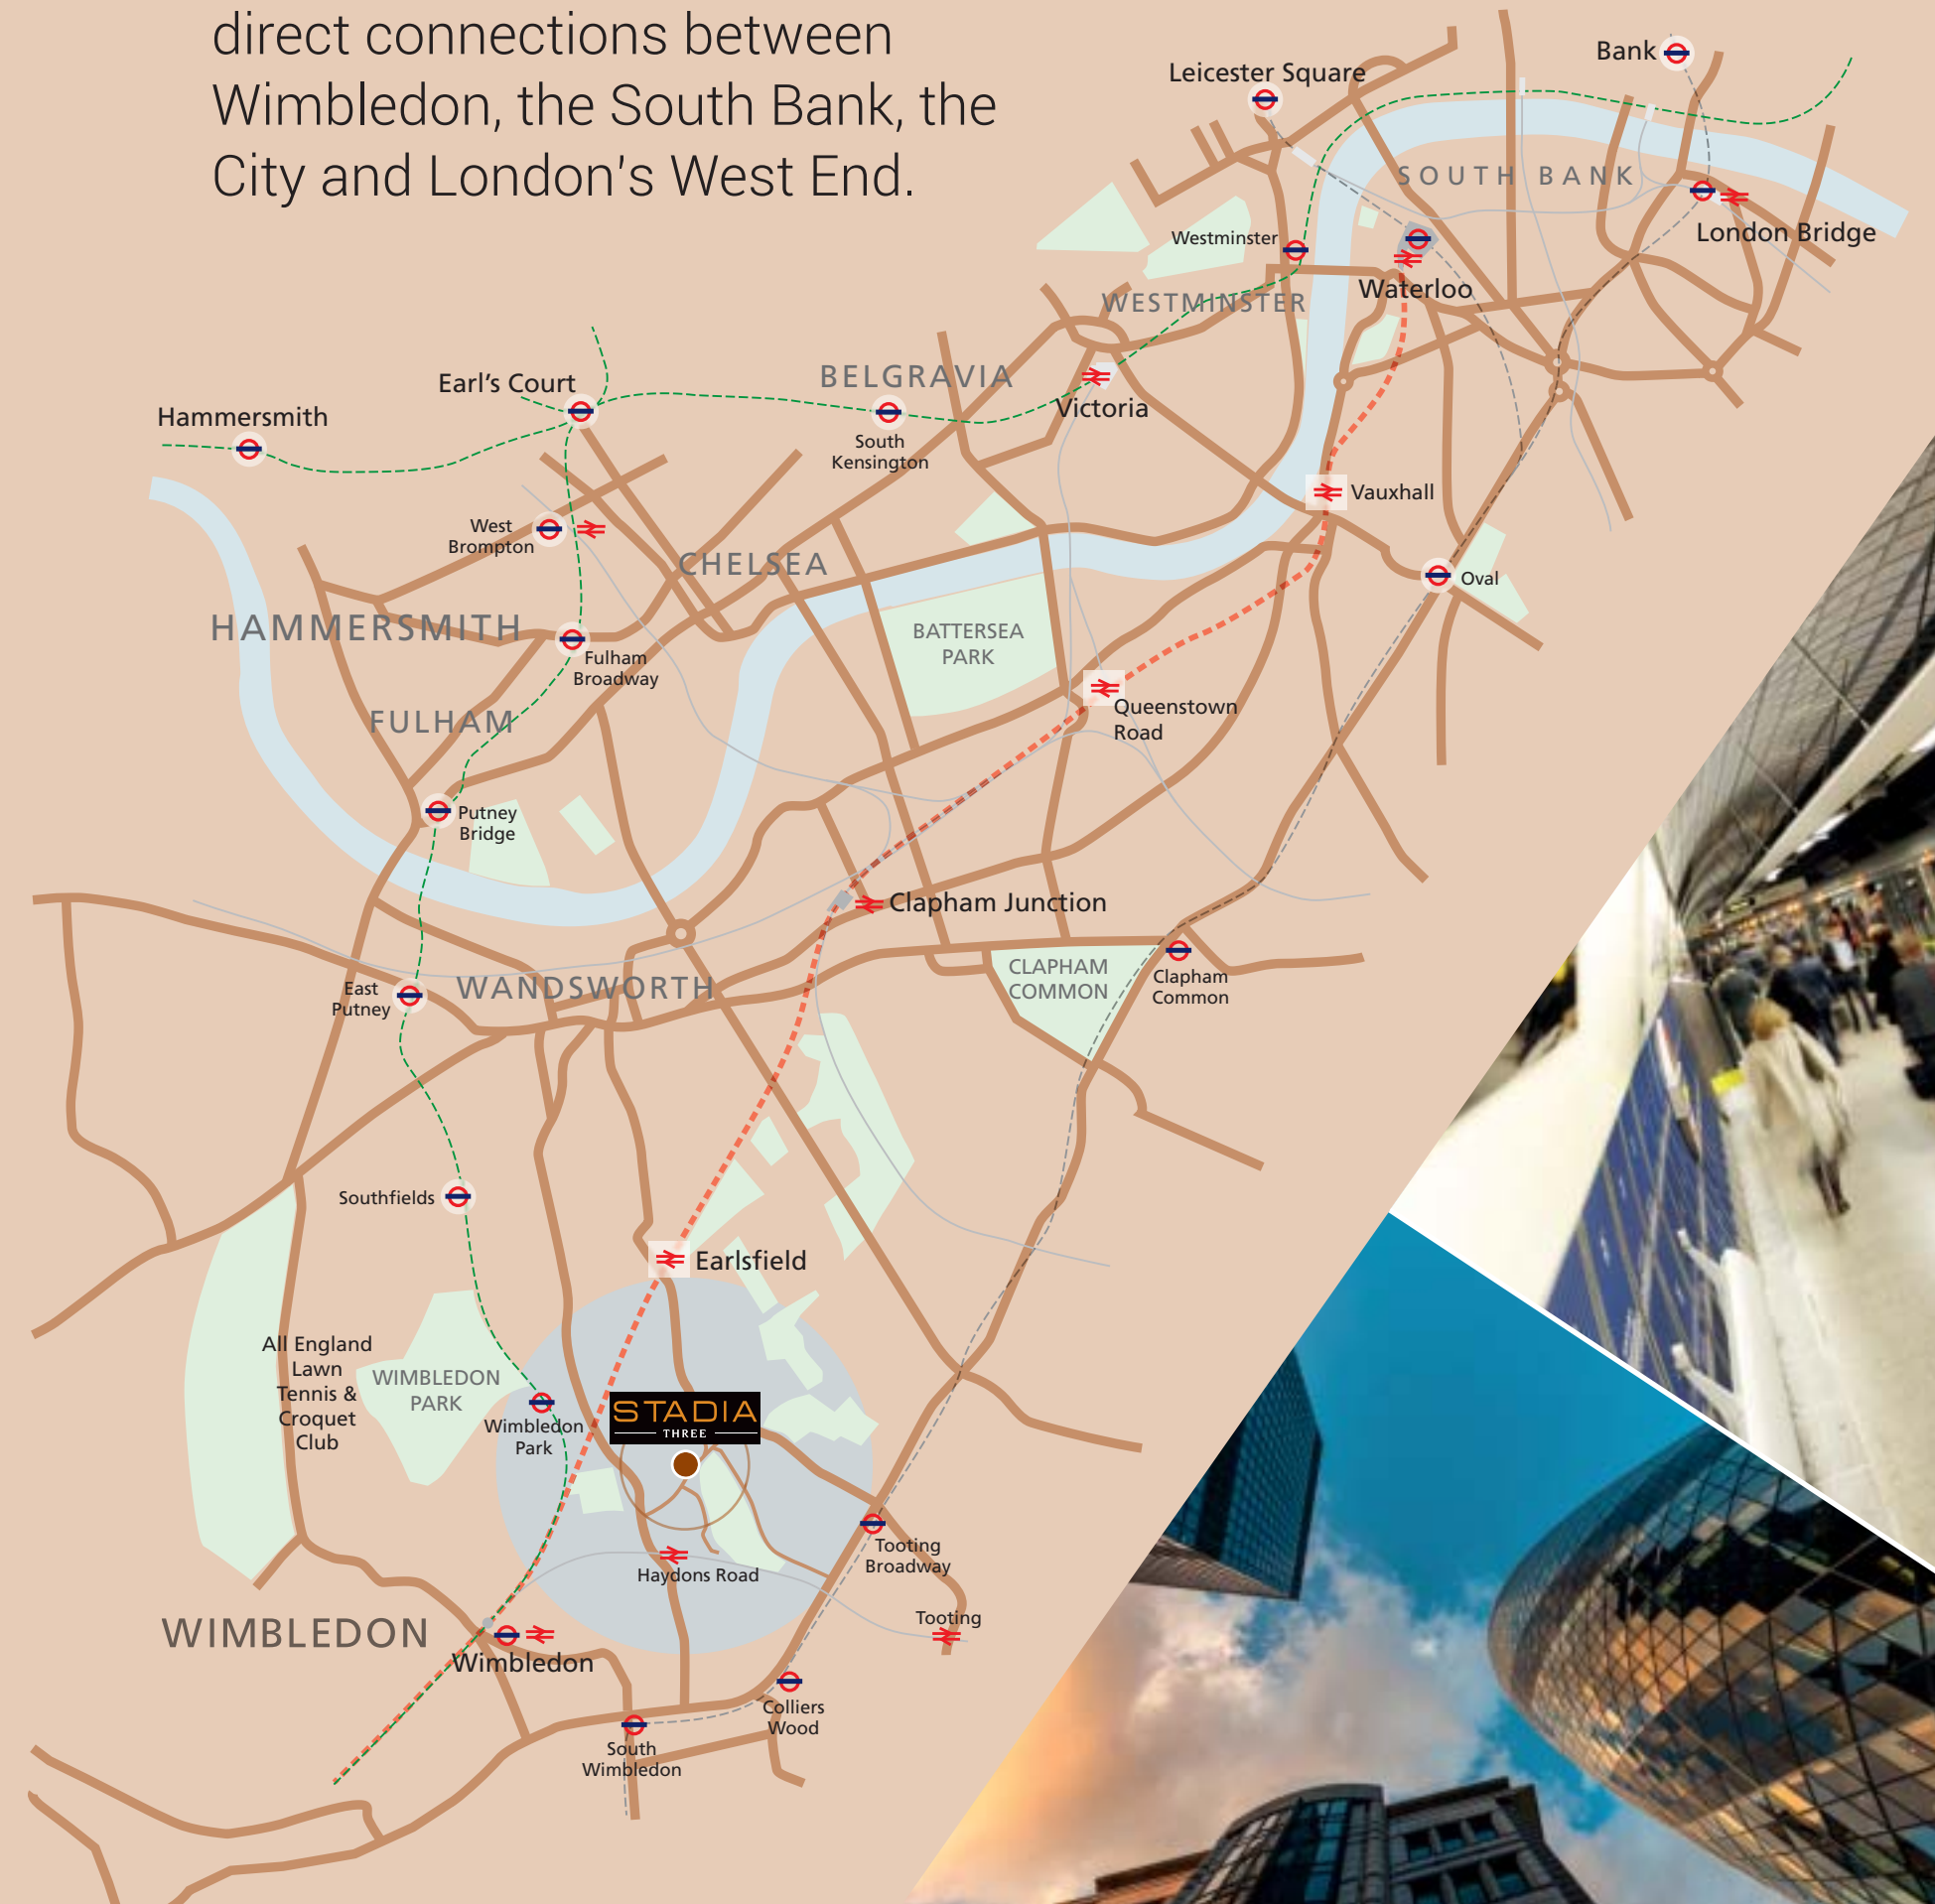 direct connections between
Wimbledon, the South Bank, the
City and London's West End.
Bank
Leicester Square
SOUTH BANK
London Bridge
Westminster
Waterloo
WESTMINSTER
Earl's Court
BELGRAVIA
Victoria
Hammersmith
South
Kensington
Vauxhall
West
Brompton
CHELSEA
Oval
HAMMERSMITH
BATTERSEA
PARK
Fulham
Broadway
FULHAM
Queenstown
Road
Putney
Bridge
Clapham Junction
CLAPHAM
COMMON
Clapham
Common
East
Putney
WANDSWORTH
Southfields
Earlsfield
All England
Lawn
Tennis &
Croquet
Club
WIMBLEDON
PARK
Wimbledon
Park
STADIA
THREE
Tooting
Broadway
Haydons Road
Tooting
WIMBLEDON
Wimbledon
Colliers
Wood
South
Wimbledon